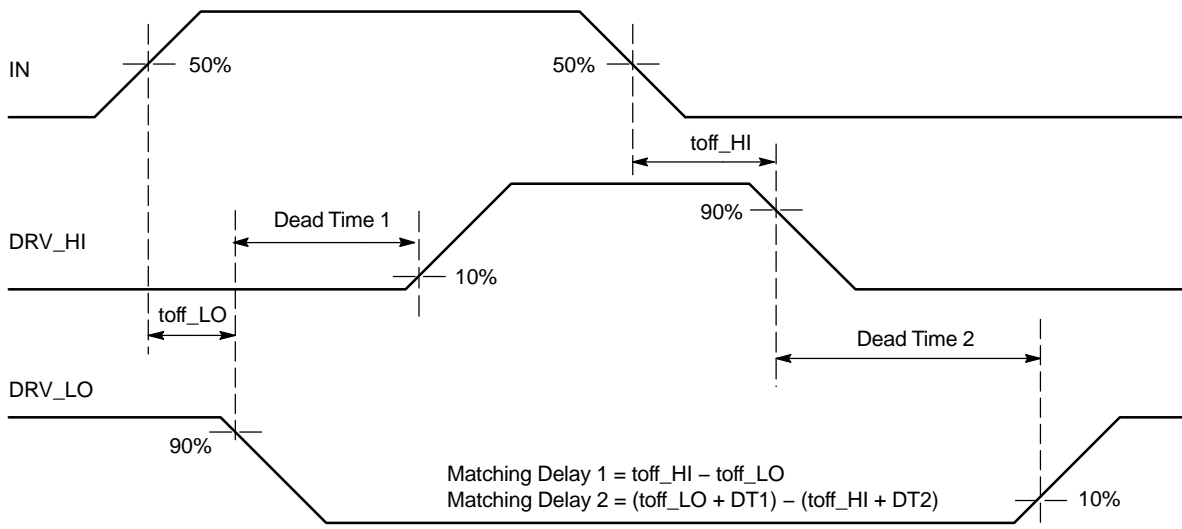 IN
50%
50%
toff_HI
DRV_HI
Dead Time 1
90%
10%
toff_LO
Dead Time 2
DRV_LO
90%
Matching Delay 1 = toff_HI − toff_LO
Matching Delay 2 = (toff_LO + DT1) − (toff_HI + DT2)
10%